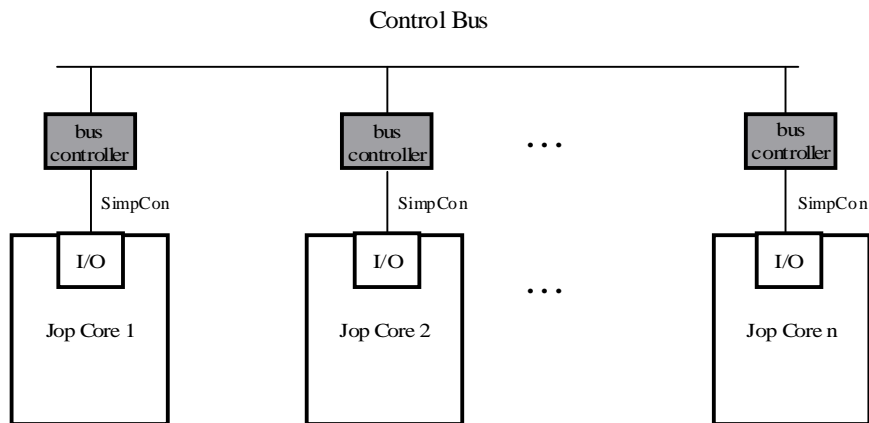 Control Bus
bus
controller
bus
controller
...
bus
controller
SimpCon
SimpCon
SimpCon
I/O
I/O
...
I/O
Jop Core 1
Jop Core 2
Jop Core n